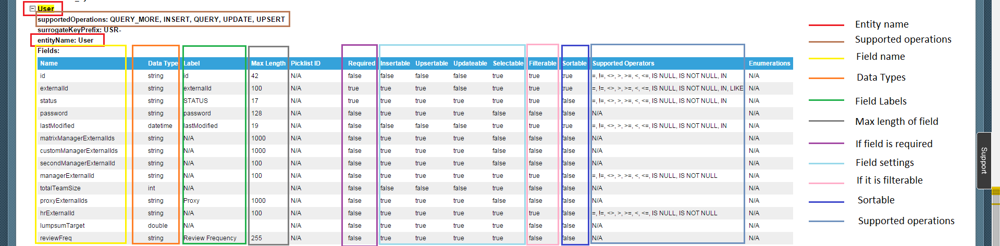 User
supportedOperations: QUERY_MORE, INSERT, QUERY, UPDATE, UPSERT
surrogateKeyPrefix: USR-
entityName: User
Fields:
Name Data Type Label Max Length Picklist ID Required Insertable Upsertable Updateable Selectable Filterable Sortable Supported Operators Enumerations
id string id 42 N/A false false false false true true true =, !=, <>, >, >=, <, <=, IS NULL, IS NOT NULL, IN N/A
externalId string externalId 100 N/A true true true false true true true =, !=, <>, >, >=, <, <=, IS NULL, IS NOT NULL, IN, LIKE N/A
status string STATUS 17 N/A true true true true true true false =, !=, <>, >, >=, <, <=, IS NULL, IS NOT NULL, IN N/A
password string password 128 N/A false true true true false false false N/A N/A
lastModified datetime lastModified 19 N/A false false false false true true true =, !=, <>, >, >=, <, <=, IS NULL, IS NOT NULL, IN N/A
matrixManagerExternalIds string N/A 1000 N/A false true true true false false false N/A N/A
customManagerExternalIds string N/A 1000 N/A false true true true false false false N/A N/A
secondManagerExternalId string N/A 100 N/A false true true true false false false N/A N/A
managerExternalId string N/A 100 N/A false true true true true true false =, !=, <>, >, >=, <, <=, IS NULL, IS NOT NULL N/A
totalTeamSize int N/A N/A false false false false true false false N/A N/A
proxyExternalIds string Proxy 1000 N/A false true true true false false false N/A N/A
hrExternalId string N/A 100 N/A false true true true true true false =, !=, <>, >, >=, <, <=, IS NULL, IS NOT NULL N/A
lumpsumTarget double N/A N/A false true true true true false false N/A N/A
reviewFreq string Review Frequency 255 N/A false true true true true false false N/A N/A
Entity name
Supported operations
Field name
Data Types
Field Labels
Max length of field
If field is required
Field settings
If it is filterable
Sortable
Supported operations
Support